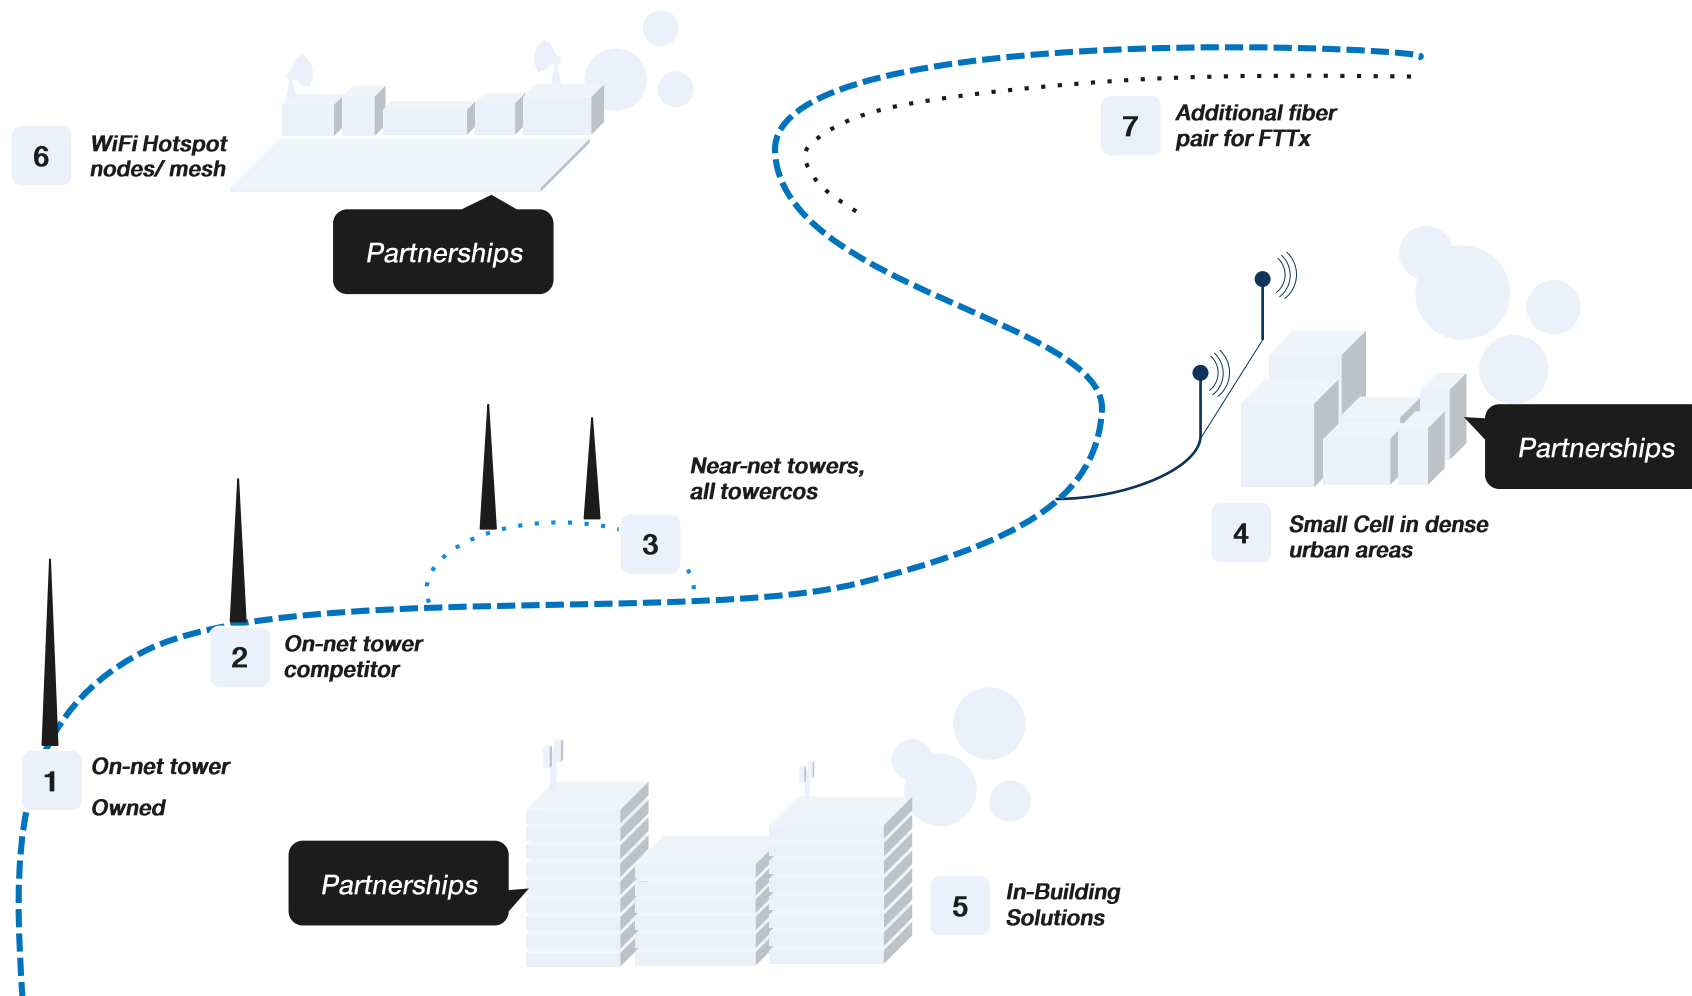 6
WiFi Hotspot
nodes/ mesh
Partnerships
7
Additional fiber
pair for FTTx
Partnerships
4
Small Cell in dense
urban areas
Near-net towers,
all towercos
3
2
On-net tower
competitor
1
On-net tower
Owned
Partnerships
5
In-Building
Solutions